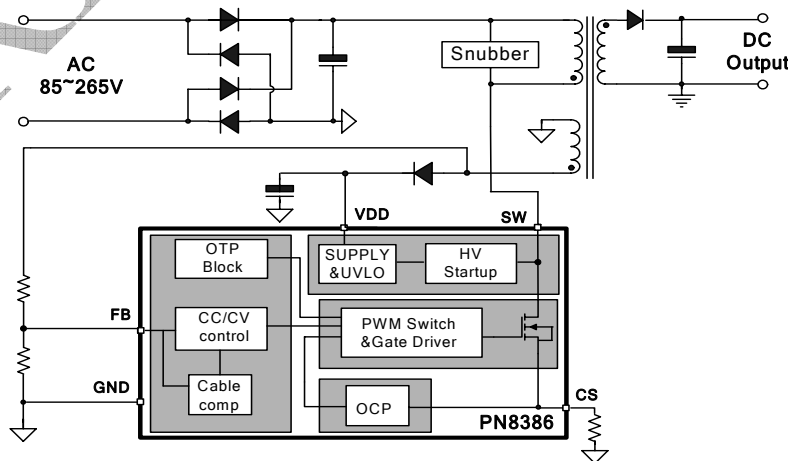 AC
85~265V
Snubber
DC
Output
VDD
SW
OTP
Block
SUPPLY
&UVLO
HV
Startup
FB
CC/CV
control
PWM Switch
&Gate Driver
Cable
comp
GND
OCP
CS
PN8386